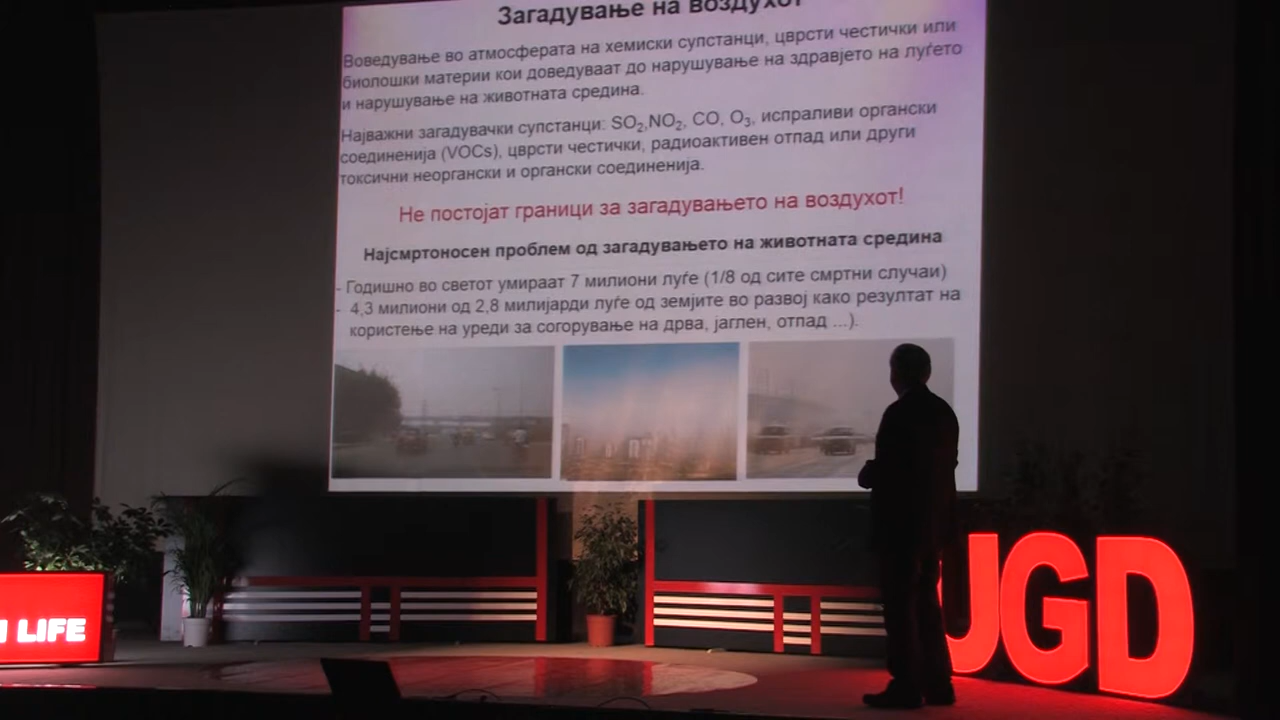 Загадување на воздухот
Воведување во атмосферата на хемиски супстанци, цврсти честички или
биолошки материи кои доведуваат до нарушување на здравјето на луѓето
и нарушување на животната средина.
Најважни загадувачки супстанци: SO2,NO2, CO, O3, испраливи органски
соединенија (VOCs), цврсти честички, радиоактивен отпад или други
токсични неоргански и органски соединенија.
Не постојат граници за загадувањето на воздухот!
Најсмртоносен проблем од загадувањето на животната средина
- Годишно во светот умираат 7 милиони луѓе (1/8 од сите смртни случаи)
- 4,3 милиони од 2,8 милијарди луѓе од земјите во развој како резултат на
користење на уреди за согорување на дрва, јаглен, отпад ...).
LIFE
UGD